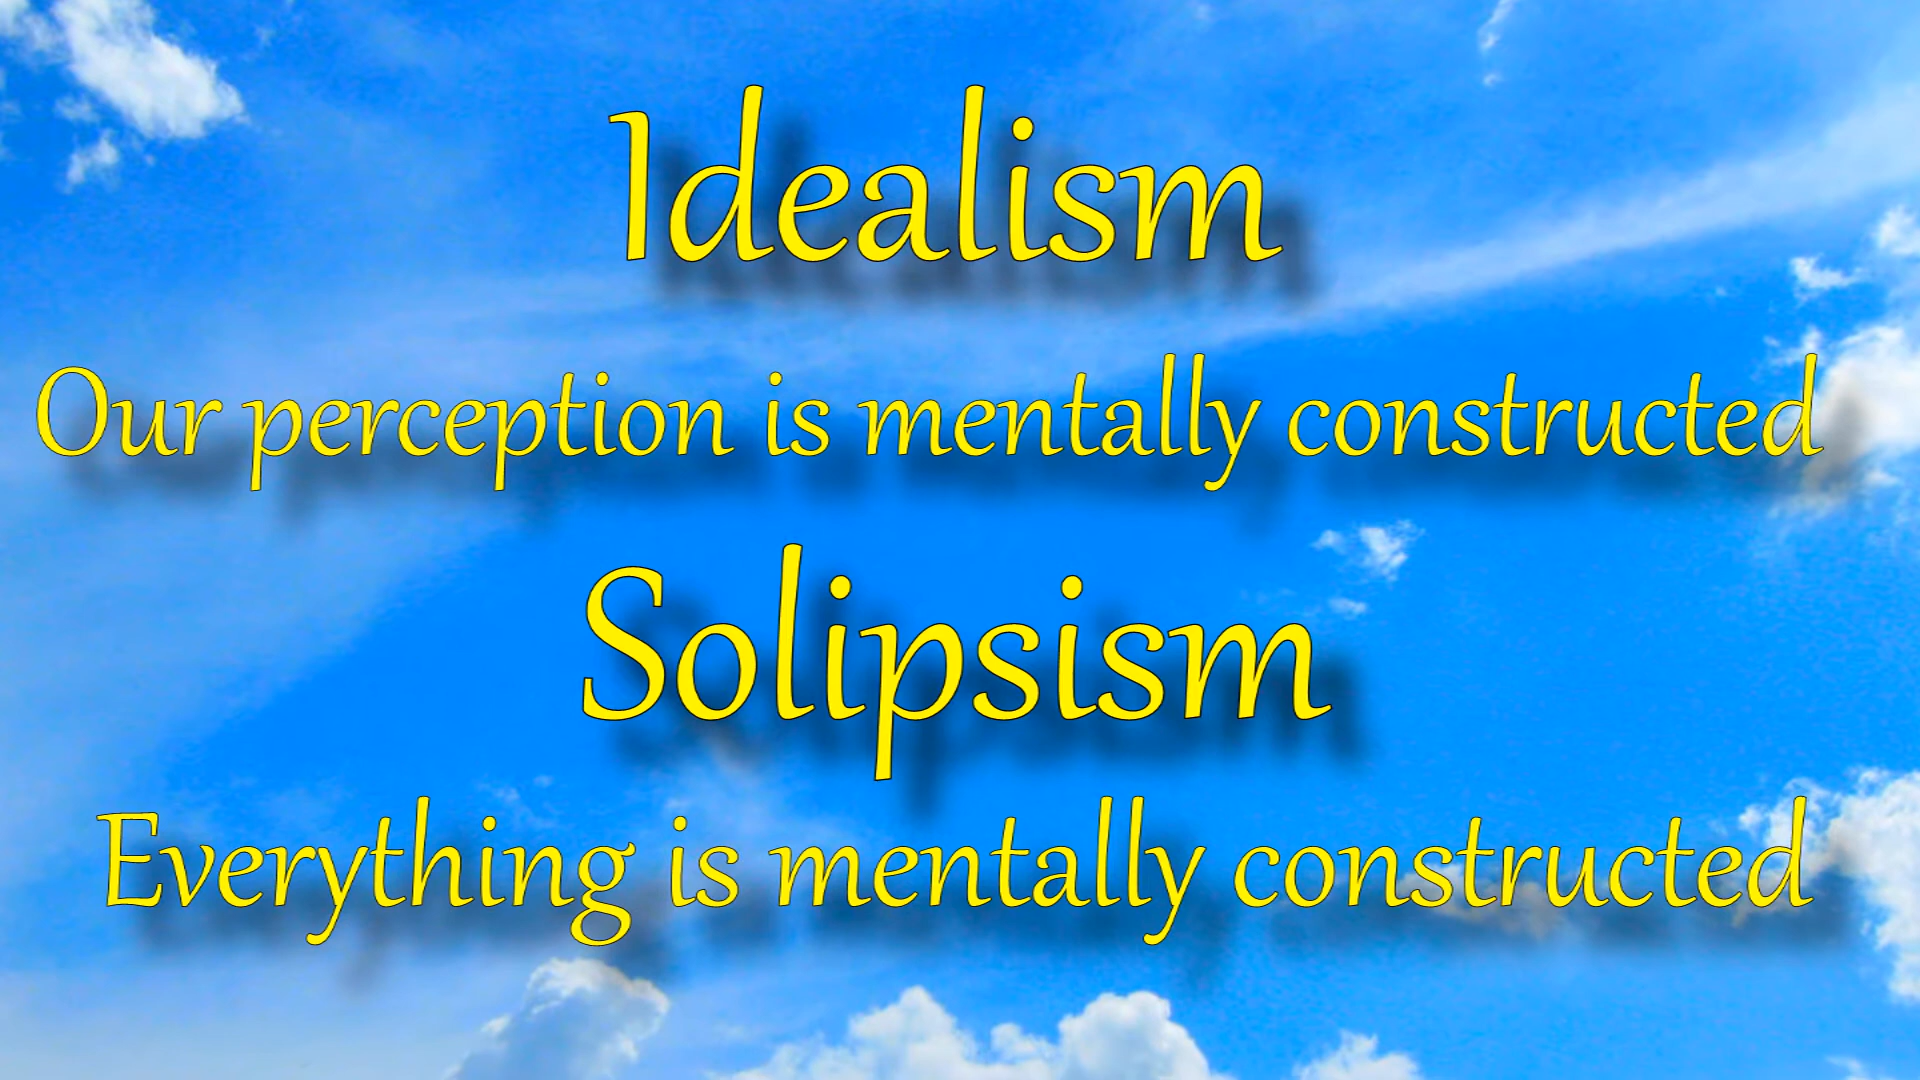 Idealism
Our perception is mentally constructed
Solipsism
Everything is mentally constructed